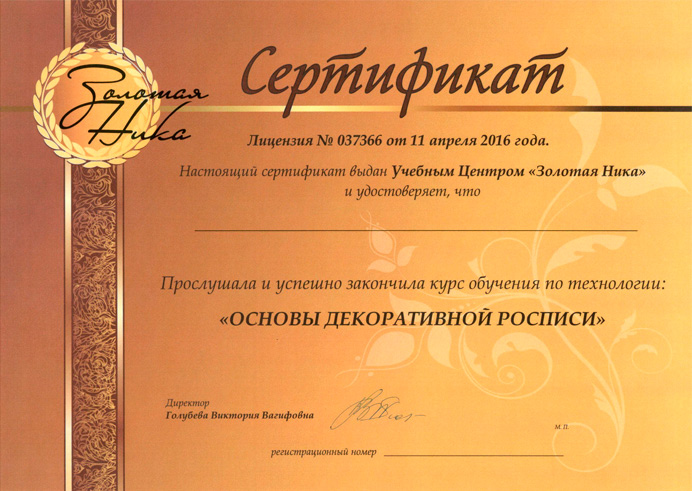 Золотая
Ника
Сертификат
Лицензия № 037366 от 11 апреля 2016 года.
Настоящий сертификат выдан Учебным Центром «Золотая Ника»
и удостоверяет, что
Прослушала и успешно закончила курс обучения по технологии:
«ОСНОВЫ ДЕКОРАТИВНОЙ РОСПИСИ»
Директор
Голубева Виктория Вагифовна
М.П.
регистрационный номер